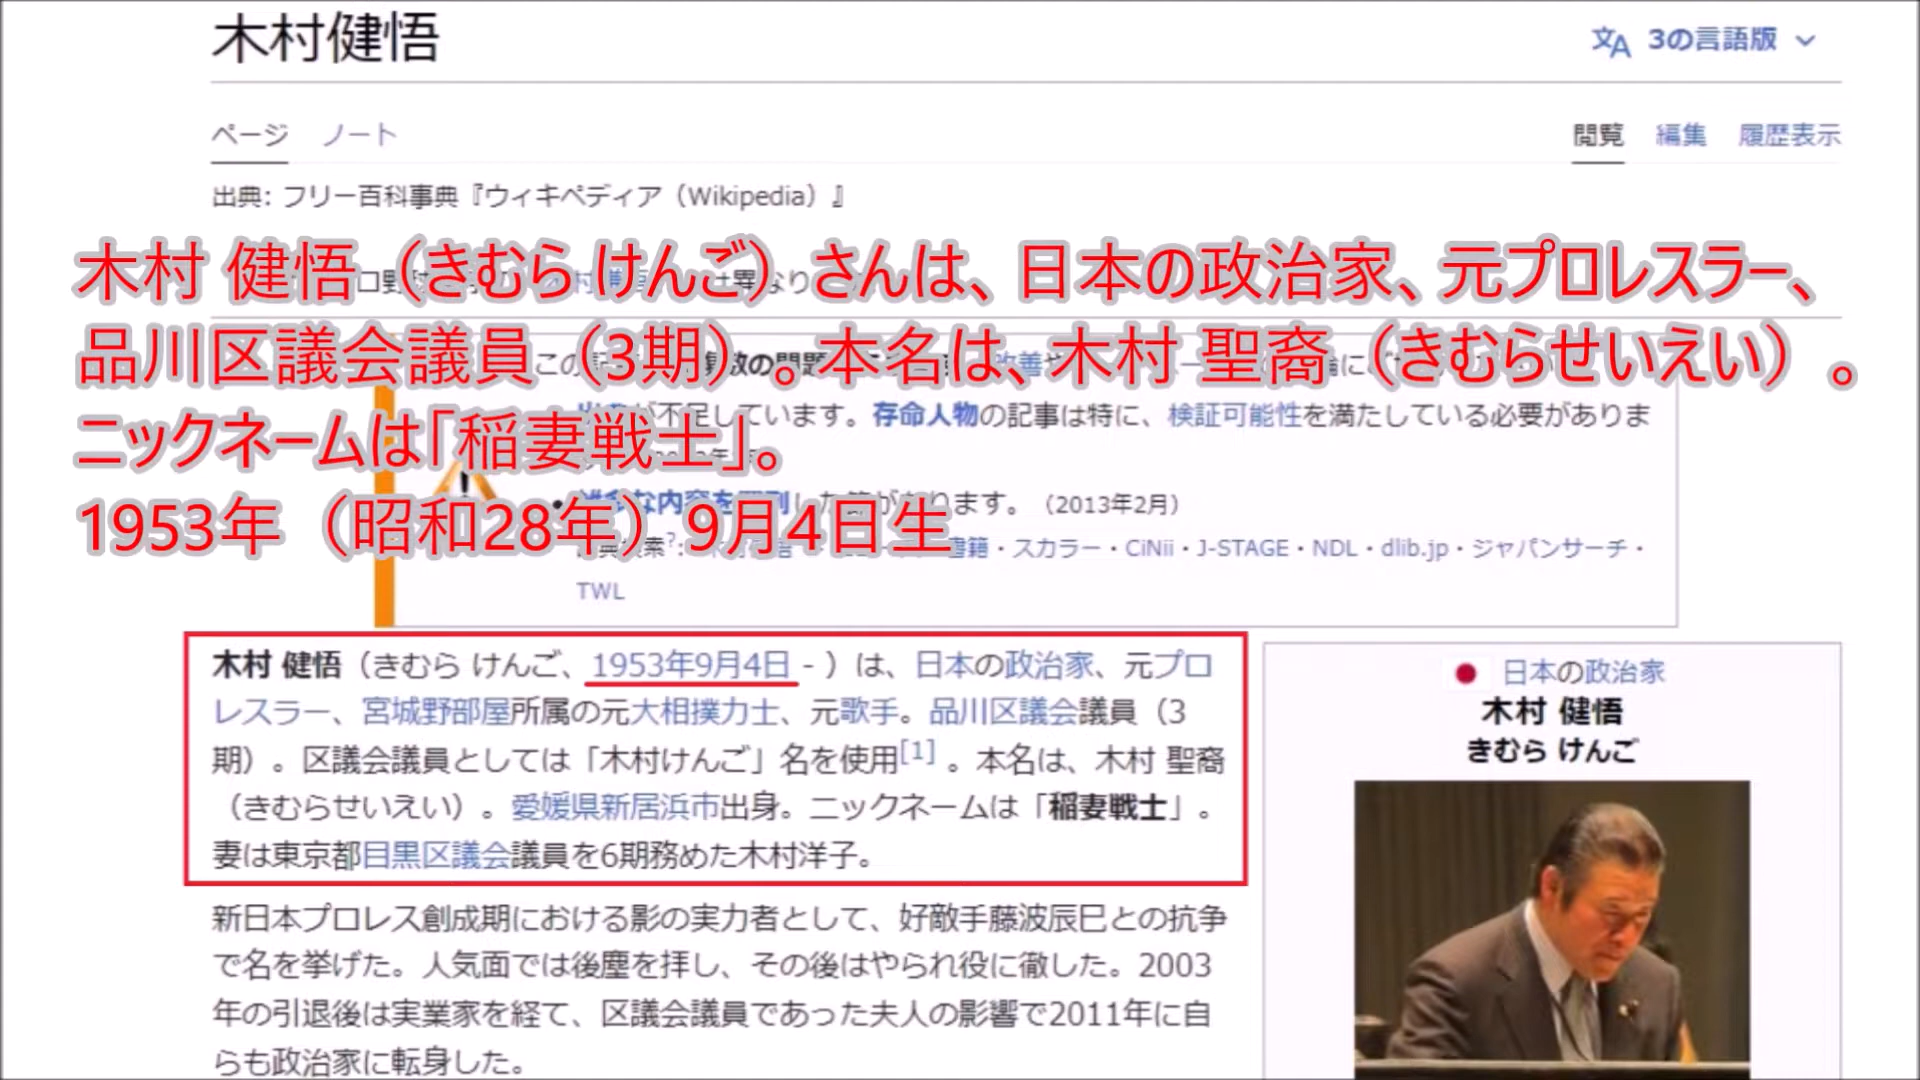 木村健悟
3の言語版
ページ ノート
閲覧 編集 履歴表示
出典: フリー百科事典『ウィキペディア（Wikipedia）』
木村 健悟（きむら けんご）さんは、日本の政治家、元プロレスラー、
品川区議会議員（3期）。本名は、木村 聖裔（きむらせいえい）。
ニックネームは「稲妻戦士」。
1953年（昭和28年）9月4日生
が不足しています。存命人物の記事は特に、検証可能性を満たしている必要がありま
な内容を した節があります。（2013年2月）
書籍・スカラー・CiNii・J-STAGE・NDL・dlib.jp・ジャパンサーチ・
TWL
木村 健悟（きむら けんご、1953年9月4日 - ）は、日本の政治家、元プロ
レスラー、宮城野部屋所属の元大相撲力士、元歌手。品川区議会議員（3
期）。区議会議員としては「木村けんご」名を使用[1]。本名は、木村 聖裔
（きむらせいえい）。愛媛県新居浜市出身。ニックネームは「稲妻戦士」。
妻は東京都目黒区議会議員を6期務めた木村洋子。
新日本プロレス創成期における影の実力者として、好敵手藤波辰巳との抗争
で名を挙げた。人気面では後塵を拝し、その後はやられ役に徹した。2003
年の引退後は実業家を経て、区議会議員であった夫人の影響で2011年に自
らも政治家に転身した。
日本の政治家
木村 健悟
きむら けんご